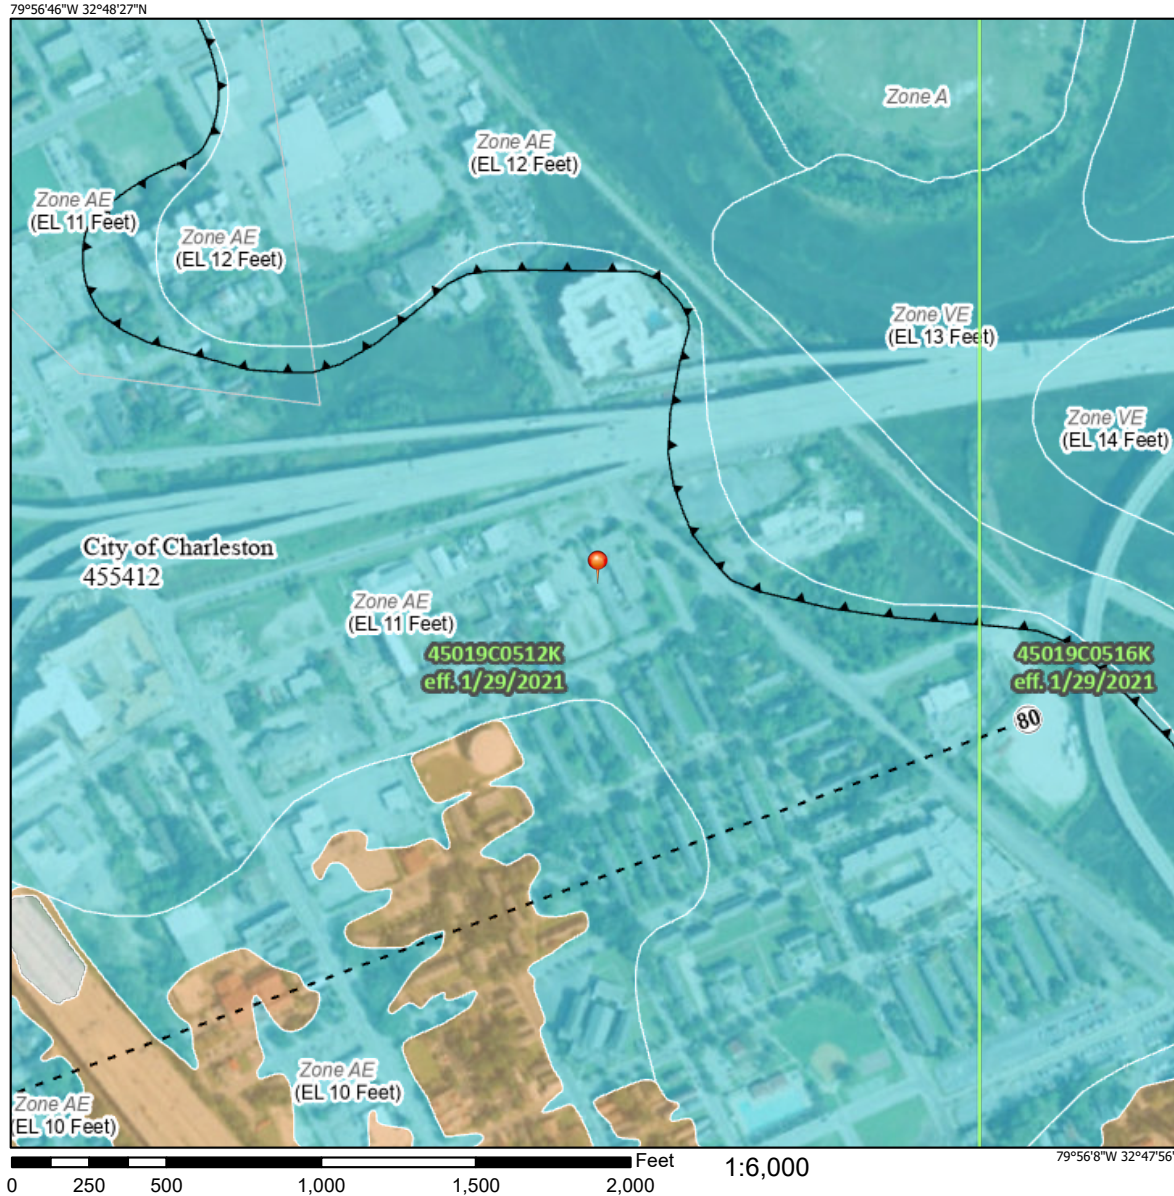 79°56'46"W 32°48'27"N
Zone A
Zone AE
(EL 12 Feet)
Zone AE
(EL 11 Feet)
Zone AE
(EL 12 Feet)
Zone VE
(EL 13 Feet)
Zone VE
(EL 14 Feet)
City of Charleston
455412
Zone AE
(EL 11 Feet)
45019C0512K
eff. 1/29/2021
45019C0516K
eff. 1/29/2021
80
Zone AE
(EL 10 Feet)
Zone AE
(EL 10 Feet)
Feet
1:6,000
79°56'8"W 32°47'56"
0 250 500 1,000 1,500 2,000